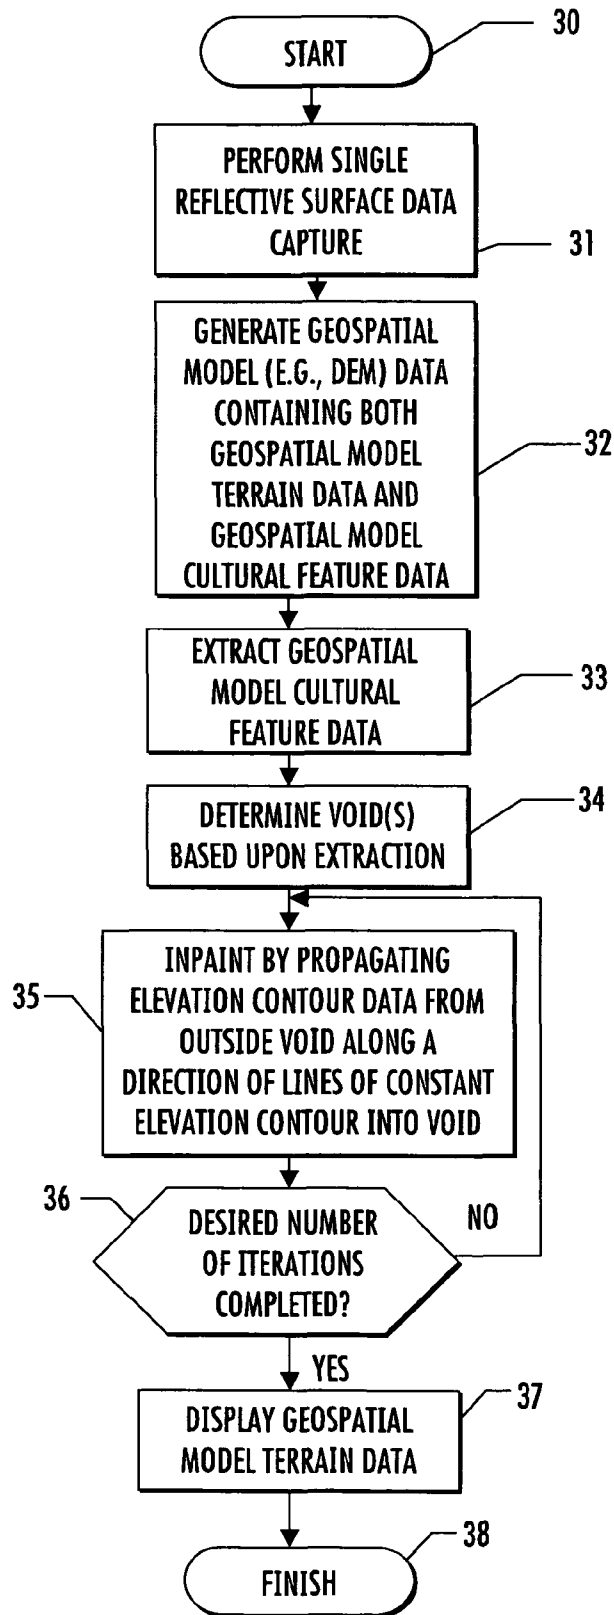 30
START
PERFORM SINGLE
REFLECTIVE SURFACE DATA
CAPTURE
31
GENERATE GEOSPATIAL
MODEL (E.G., DEM) DATA
CONTAINING BOTH
GEOSPATIAL MODEL
TERRAIN DATA AND
GEOSPATIAL MODEL
CULTURAL FEATURE DATA
32
EXTRACT GEOSPATIAL
MODEL CULTURAL
FEATURE DATA
33
DETERMINE VOID(S)
BASED UPON EXTRACTION
34
INPAINT BY PROPAGATING
ELEVATION CONTOUR DATA FROM
OUTSIDE VOID ALONG A
DIRECTION OF LINES OF CONSTANT
ELEVATION CONTOUR INTO VOID
35
36
DESIRED NUMBER
OF ITERATIONS
COMPLETED?
NO
YES
DISPLAY GEOSPATIAL
MODEL TERRAIN DATA
37
FINISH
38